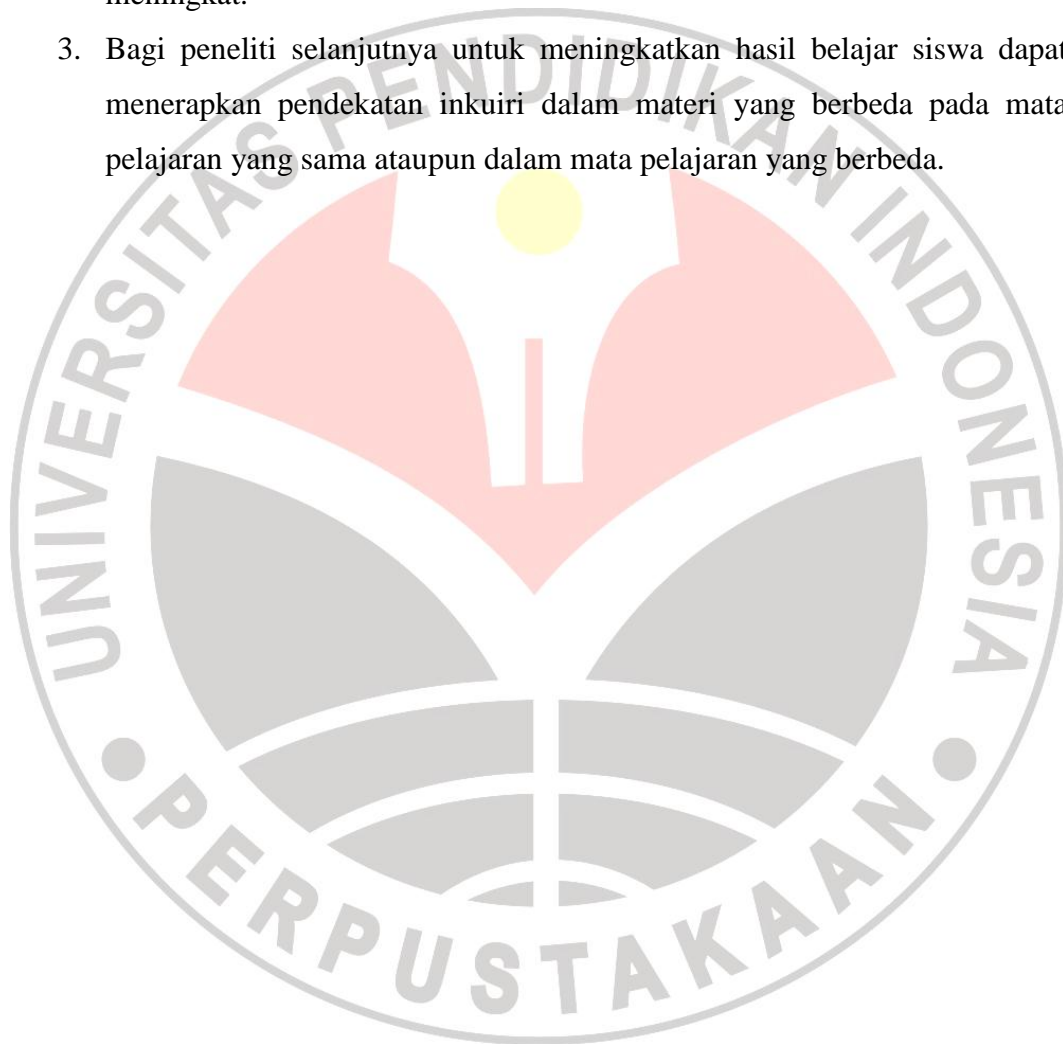 meningkat.
3. Bagi peneliti selanjutnya untuk meningkatkan hasil belajar siswa dapat
menerapkan pendekatan inkuiri dalam materi yang berbeda pada mata
pelajaran yang sama ataupun dalam mata pelajaran yang berbeda.
UNIVERSITAS PENDIDIKAN INDONESIA
PERPUSTAKAAN